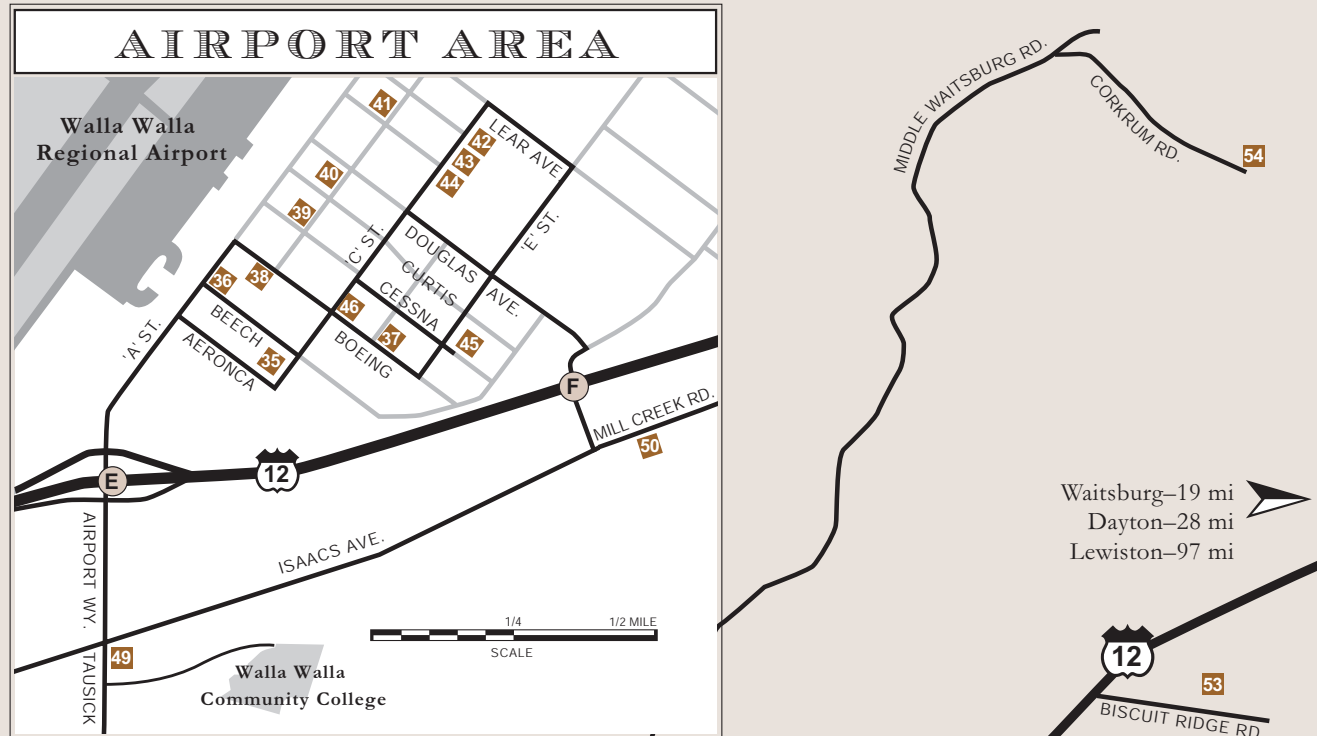 AIRPORT AREA
Walla Walla
Regional Airport
41
42
43
44
LEAR AVE
40
39
'C' ST.
'E' ST.
DOUGLAS AVE.
CURTIS
CESSNA
36
38
46
37
45
BEECH
BOEING
'A' ST.
AERONCA
35
F
MILL CREEK RD.
50
E
12
AIRPORT WY.
ISAACS AVE.
1/4
1/2 MILE
SCALE
49
TAUSICK
Walla Walla
Community College
MIDDLE WAITSBURG RD.
CORKRUM RD.
54
Waitsburg–19 mi
Dayton–28 mi
Lewiston–97 mi
12
53
BISCUIT RIDGE RD